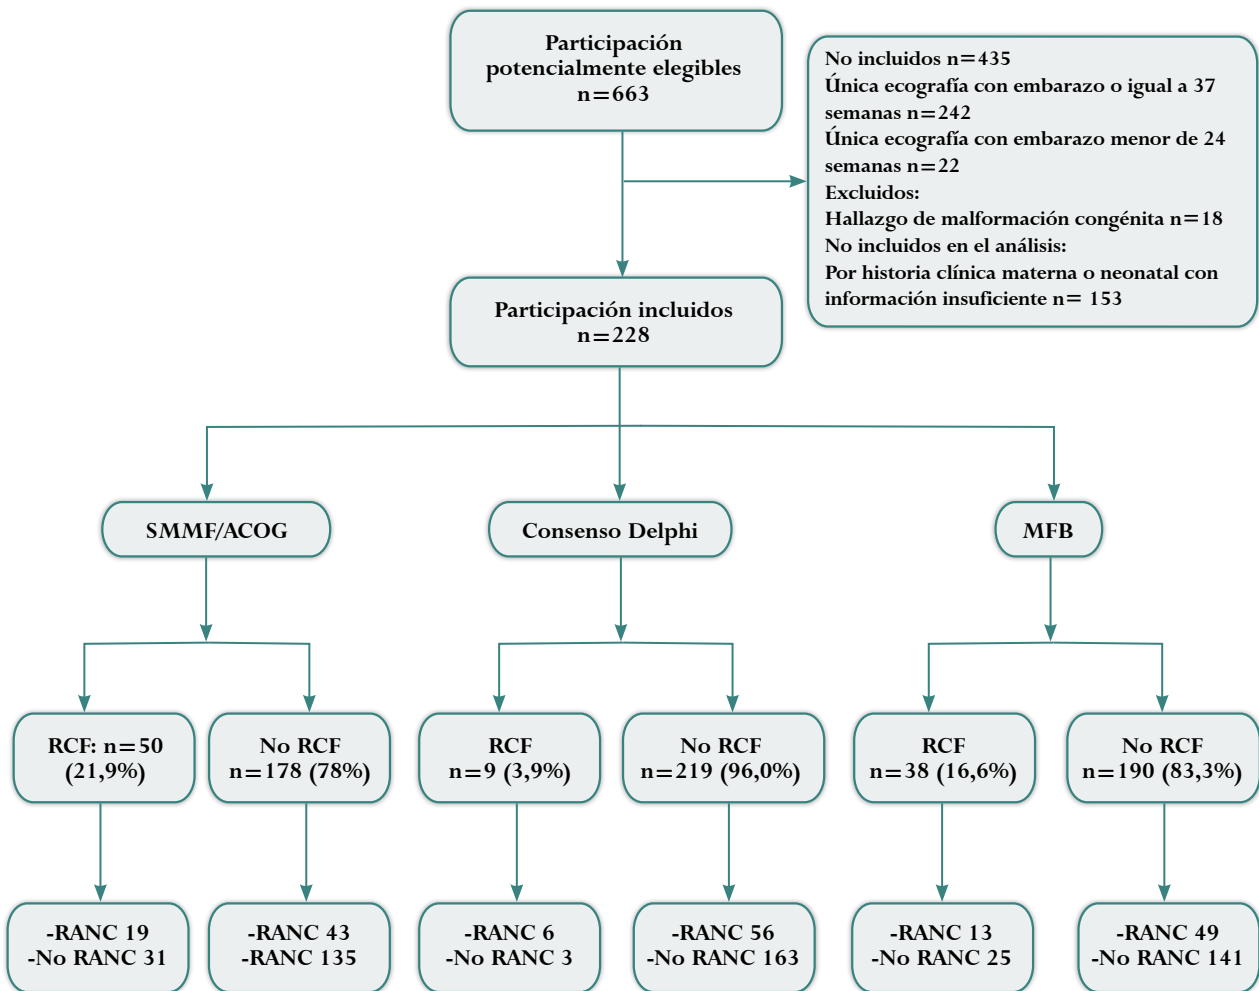 Participación
potencialmente elegibles
n=663
No incluidos n=435
Única ecografía con embarazo o igual a 37
semanas n=242
Única ecografía con embarazo menor de 24
semanas n=22
Excluidos:
Hallazgo de malformación congénita n=18
No incluidos en el análisis:
Por historia clínica materna o neonatal con
información insuficiente n= 153
Participación incluidos
n=228
SMMF/ACOG
Consenso Delphi
MFB
RCF: n=50
(21,9%)
No RCF
n=178 (78%)
RCF
n=9 (3,9%)
No RCF
n=219 (96,0%)
RCF
n=38 (16,6%)
No RCF
n=190 (83,3%)
-RANC 19
-No RANC 31
-RANC 43
-RANC 135
-RANC 6
-No RANC 3
-RANC 56
-No RANC 163
-RANC 13
-No RANC 25
-RANC 49
-No RANC 141